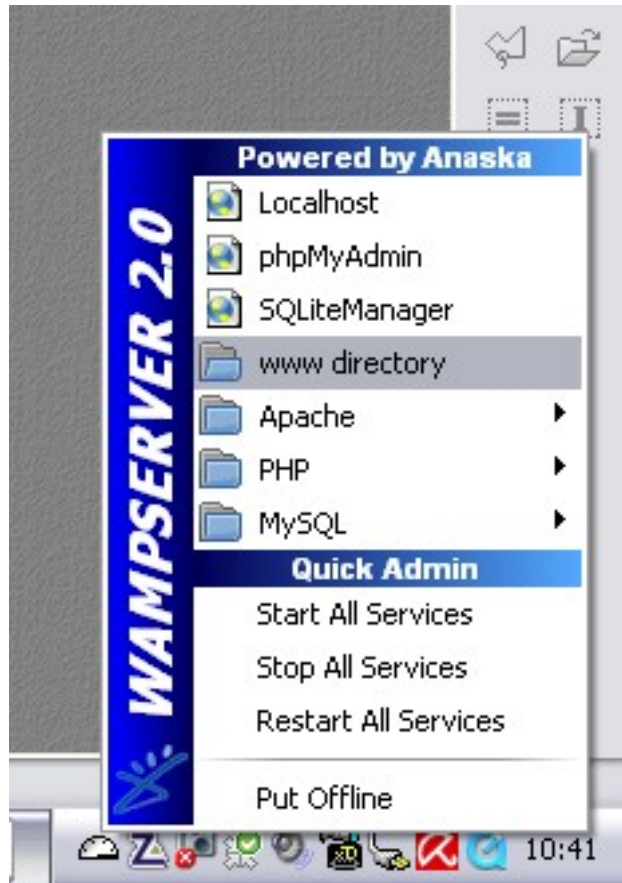 Powered by Anaska
Localhost
phpMyAdmin
SQLiteManager
www directory
Apache
PHP
MySQL
Quick Admin
Start All Services
Stop All Services
Restart All Services
Put Offline
WAMPSERVER 2.0
10:41